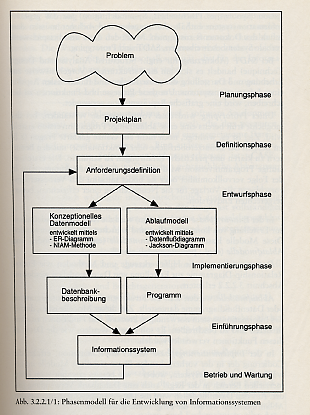 Problem
Planungsphase
Projektplan
Definitionsphase
Anforderungsdefinition
Entwurfsphase
Konzeptionelles
Datenmodell
entwickelt mittels
- ER-Diagramm
- NIAM-Methode
Ablaufmodell
entwickelt mittels
- Datenflußdiagramm
- Jackson-Diagramm
Implementierungsphase
Datenbank-
beschreibung
Programm
Einführungsphase
Informationssystem
Betrieb und Wartung
Abb. 3.2.2.1/1: Phasenmodell für die Entwicklung von Informationssystemen